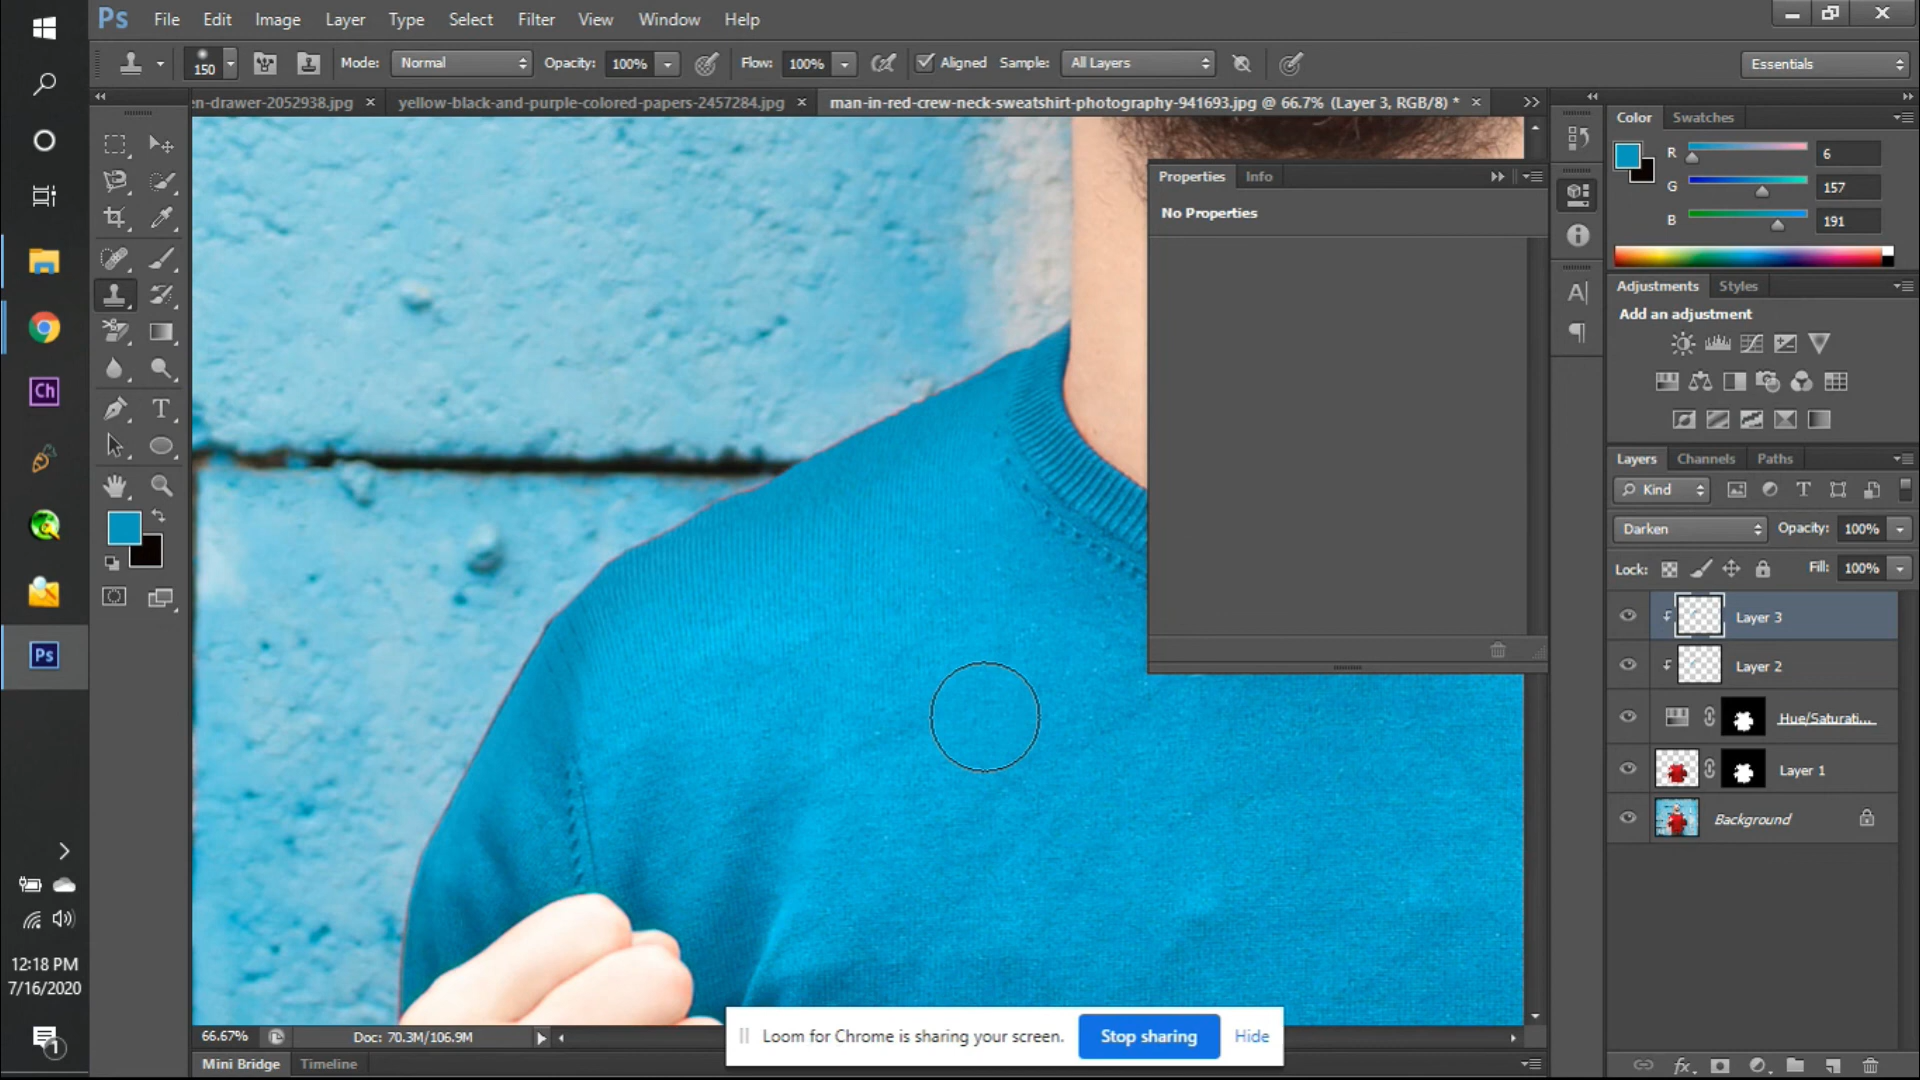 Ps File Edit Image Layer Type Select Filter View Window Help
150 Mode: Normal Opacity: 100% Flow: 100% Aligned Sample: All Layers Essentials
en-drawer-2052938.jpg × yellow-black-and-purple-colored-papers-2457284.jpg × man-in-red-crew-neck-sweatshirt-photography-941693.jpg @ 66.7% (Layer 3, RGB/8) * ×
Color Swatches
R 6
G 157
B 191
Properties Info
No Properties
Adjustments Styles
Add an adjustment
Layers Channels Paths
Kind
Darken Opacity: 100%
Lock: Fill: 100%
Layer 3
Layer 2
Hue/Saturati...
Layer 1
Background
Ch
Ps
12:18 PM
7/16/2020
1
66.67% Doc: 70.3M/106.9M
Loom for Chrome is sharing your screen. Stop sharing Hide
Mini Bridge Timeline